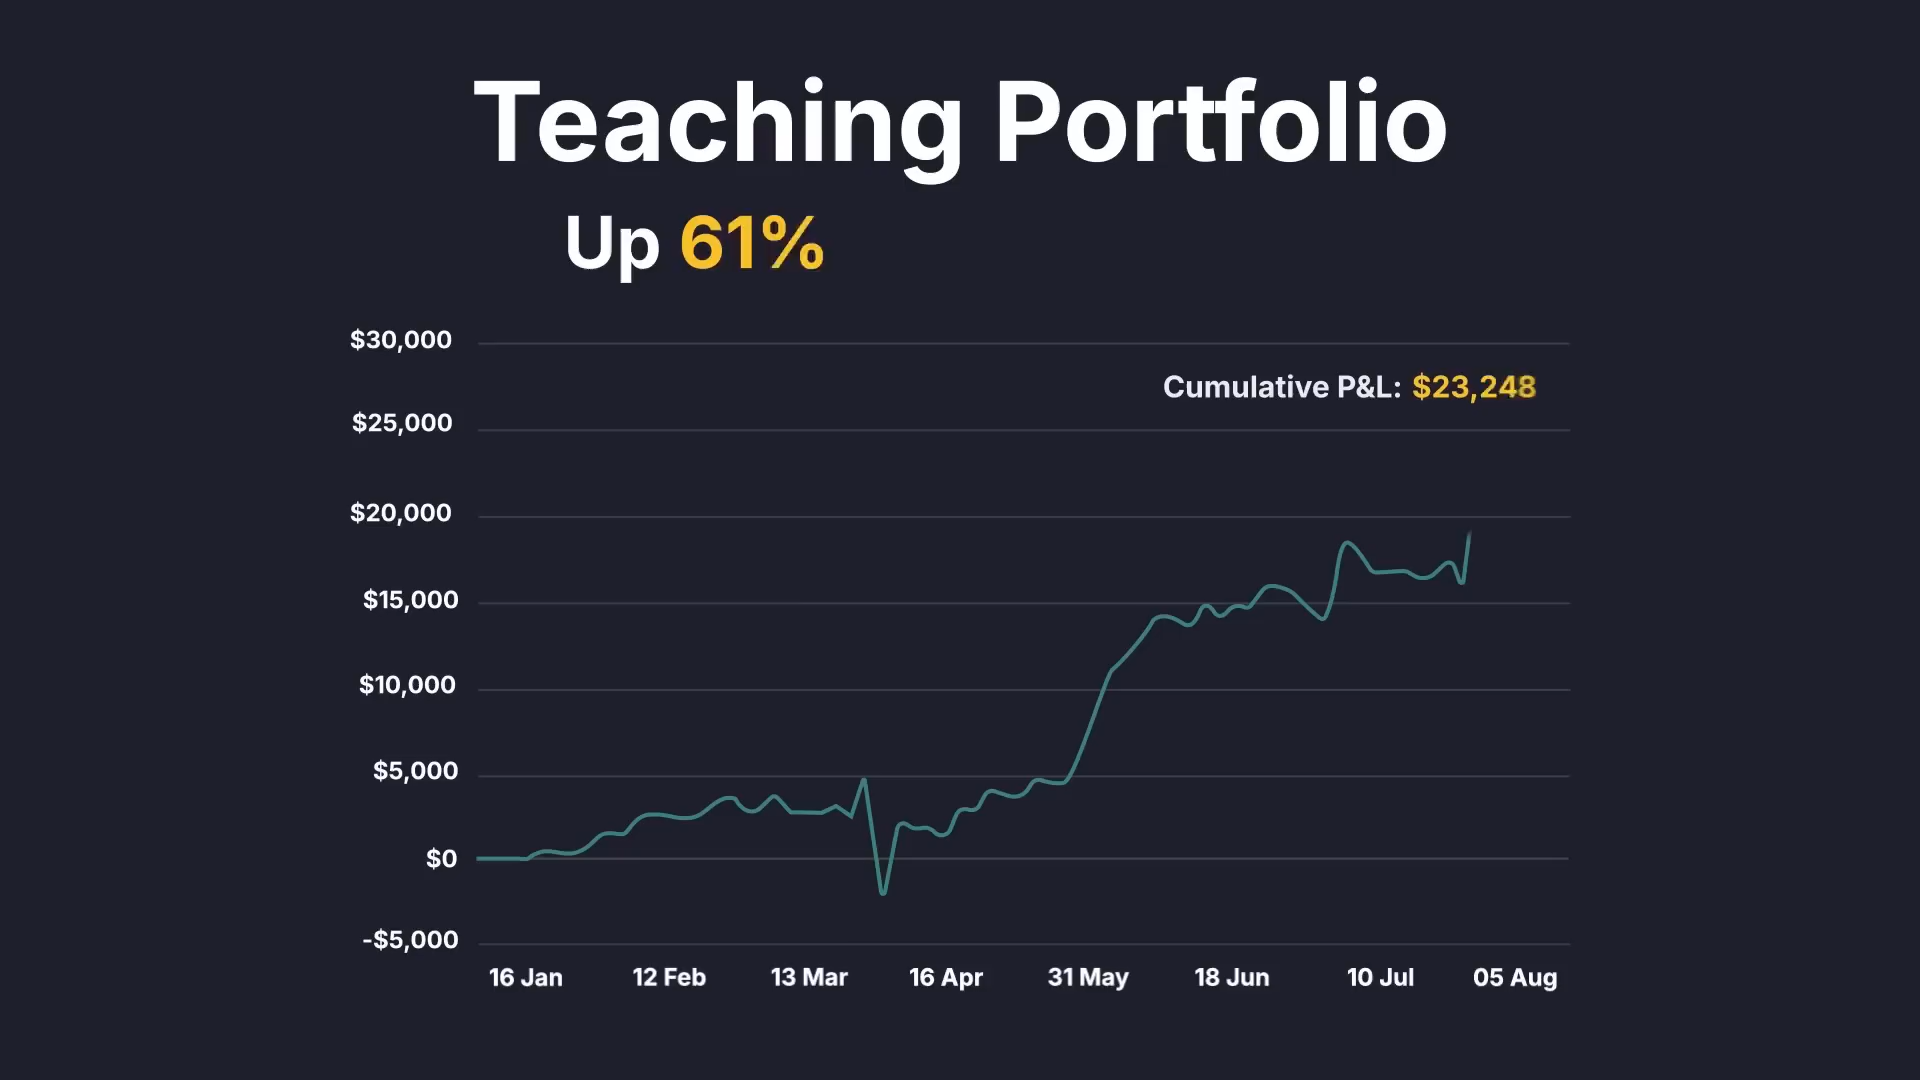 Teaching Portfolio
Up 61%
$30,000
Cumulative P&L: $23,248
$25,000
$20,000
$15,000
$10,000
$5,000
$0
-$5,000
16 Jan 12 Feb 13 Mar 16 Apr 31 May 18 Jun 10 Jul 05 Aug